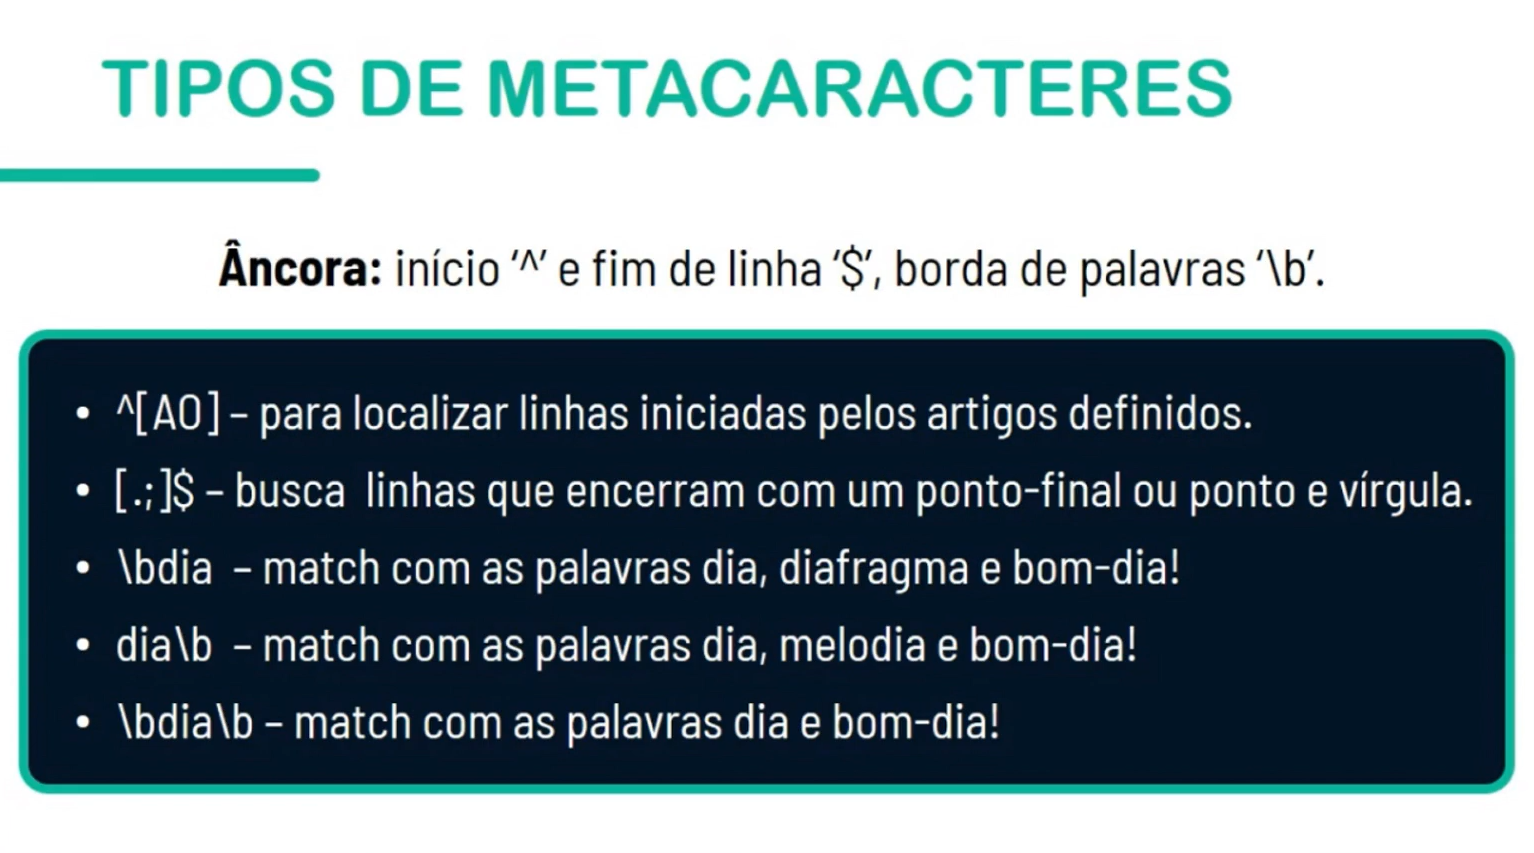 TIPOS DE METACARACTERES
Âncora: início ‘^’ e fim de linha ‘$’, borda de palavras ‘\b’.
• ^[AO] – para localizar linhas iniciadas pelos artigos definidos.
• [.;]$ – busca  linhas que encerram com um ponto-final ou ponto e vírgula.
• \bdia  – match com as palavras dia, diafragma e bom-dia!
• dia\b  – match com as palavras dia, melodia e bom-dia!
• \bdia\b – match com as palavras dia e bom-dia!